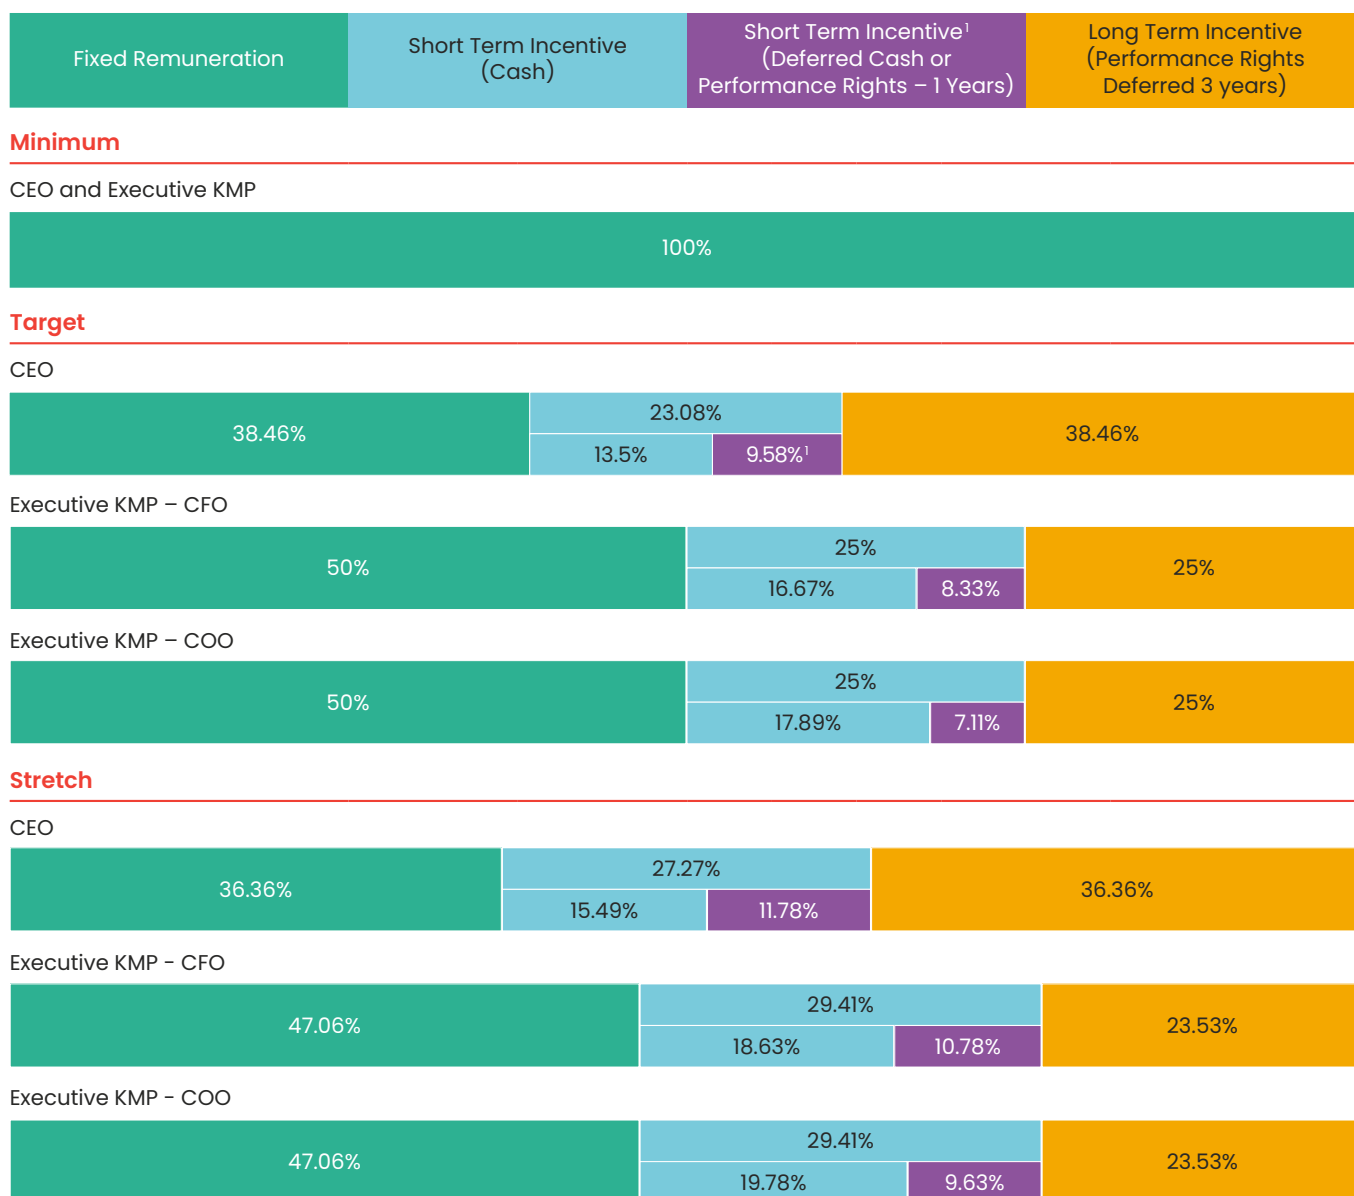 Fixed Remuneration
Short Term Incentive
(Cash)
Short Term Incentive¹
(Deferred Cash or
Performance Rights – 1 Years)
Long Term Incentive
(Performance Rights
Deferred 3 years)
Minimum
CEO and Executive KMP
100%
Target
CEO
38.46%
23.08%
13.5%
9.58%¹
38.46%
Executive KMP – CFO
50%
25%
16.67%
8.33%
25%
Executive KMP – COO
50%
25%
17.89%
7.11%
25%
Stretch
CEO
36.36%
27.27%
15.49%
11.78%
36.36%
Executive KMP - CFO
47.06%
29.41%
18.63%
10.78%
23.53%
Executive KMP - COO
47.06%
29.41%
19.78%
9.63%
23.53%